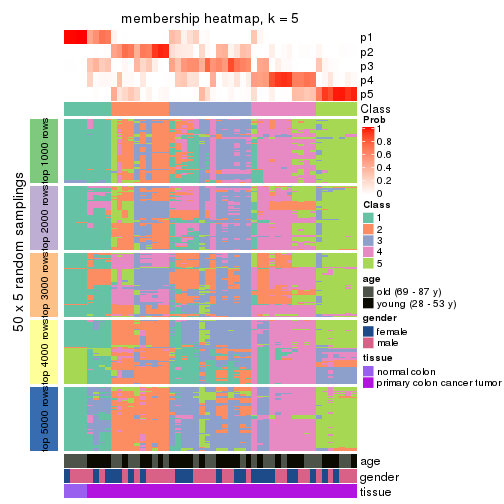 membership heatmap, k = 5
p1
p2
p3
p4
p5
Class
50 x 5 random samplings
top 1000 rows
top 2000 rows
top 3000 rows
top 4000 rows
top 5000 rows
Prob
1
0.8
0.6
0.4
0.2
0
Class
1
2
3
4
5
age
old (69 - 87 y)
young (28 - 53 y)
gender
female
male
tissue
normal colon
primary colon cancer tumor
age
gender
tissue